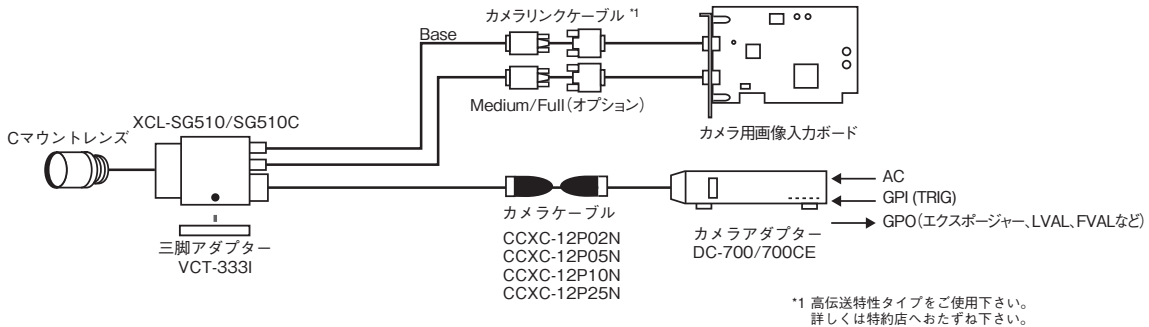 カメラリンクケーブル *1
Base
Medium/Full(オプション)
カメラ用画像入力ボード
XCL-SG510/SG510C
Cマウントレンズ
三脚アダプター
VCT-333I
カメラケーブル
CCXC-12P02N
CCXC-12P05N
CCXC-12P10N
CCXC-12P25N
カメラアダプター
DC-700/700CE
AC
GPI (TRIG)
GPO(エクスポージャー、LVAL、FVALなど)
*1 高伝送特性タイプをご使用下さい。
詳しくは特約店へおたずね下さい。